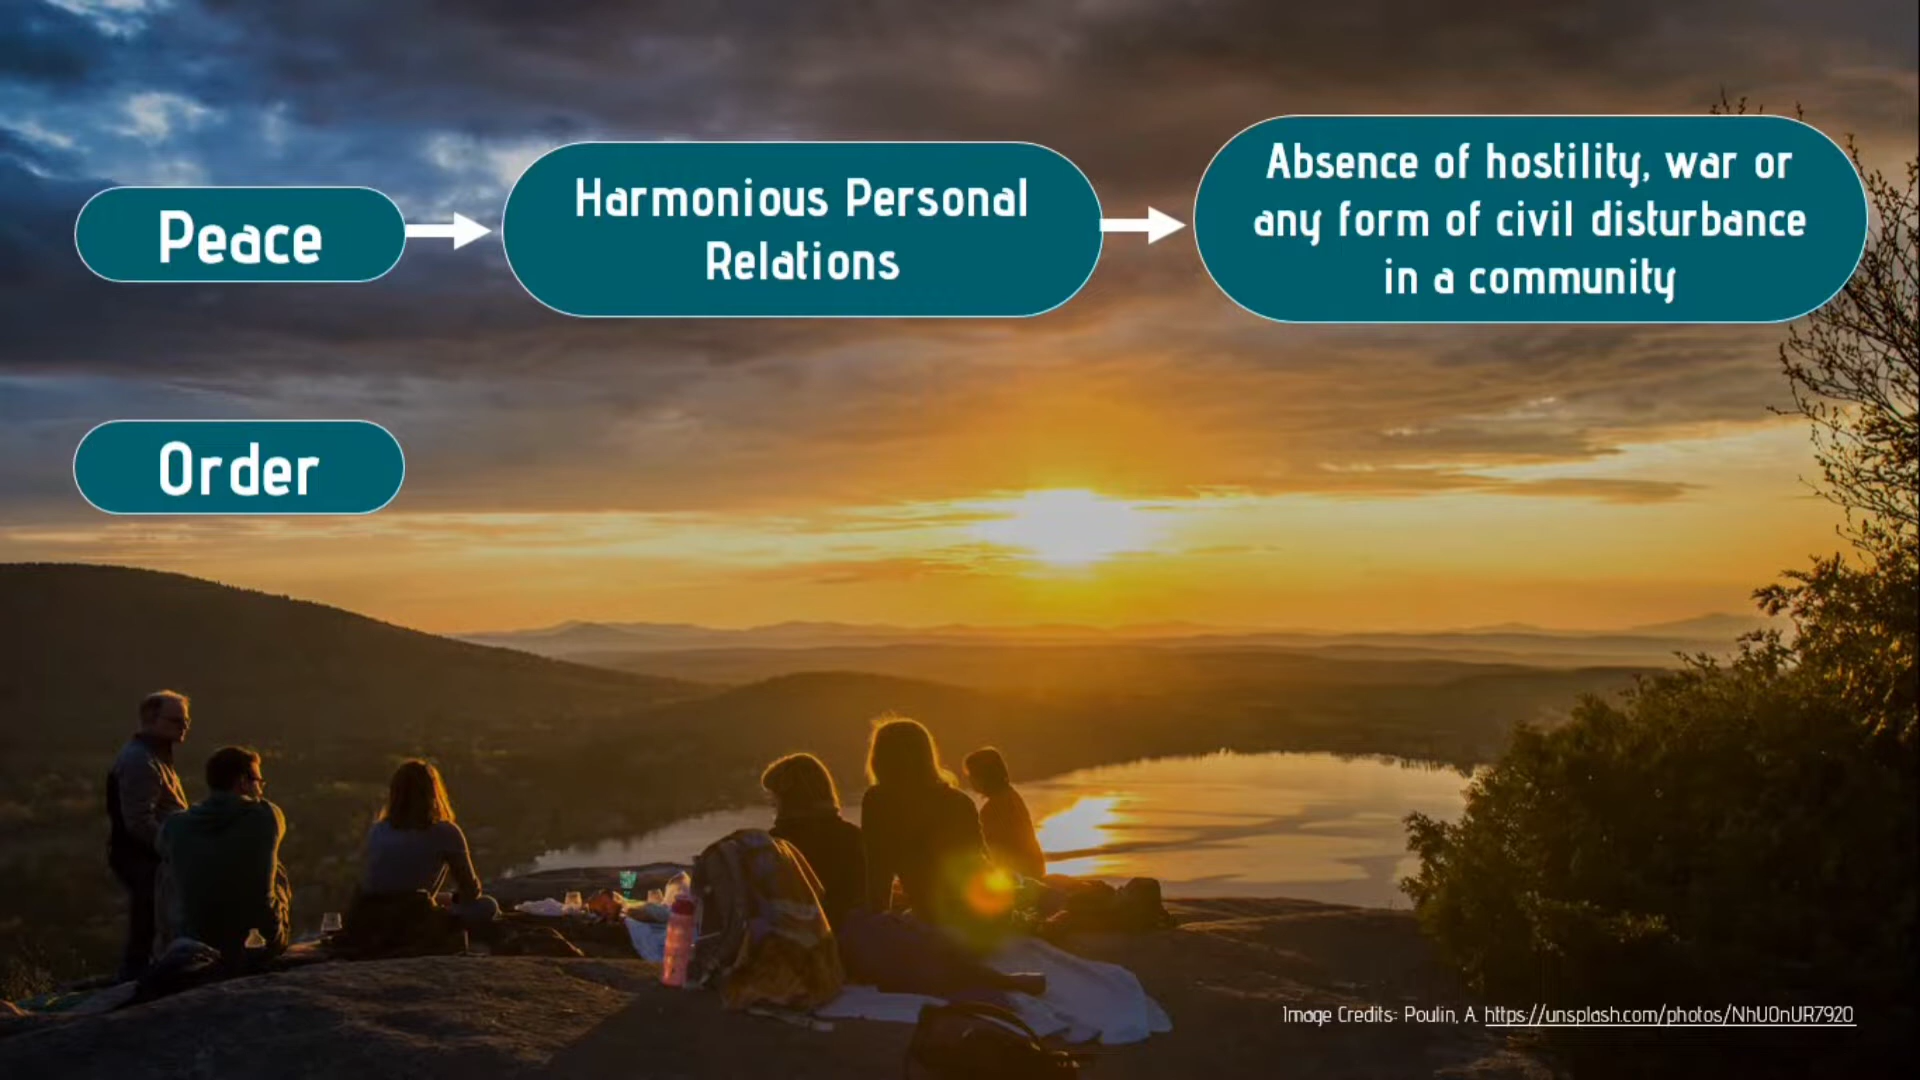 Peace
Harmonious Personal
Relations
Absence of hostility, war or
any form of civil disturbance
in a community
Order
Image Credits: Poulin, A. https://unsplash.com/photos/NhU0nUR7920